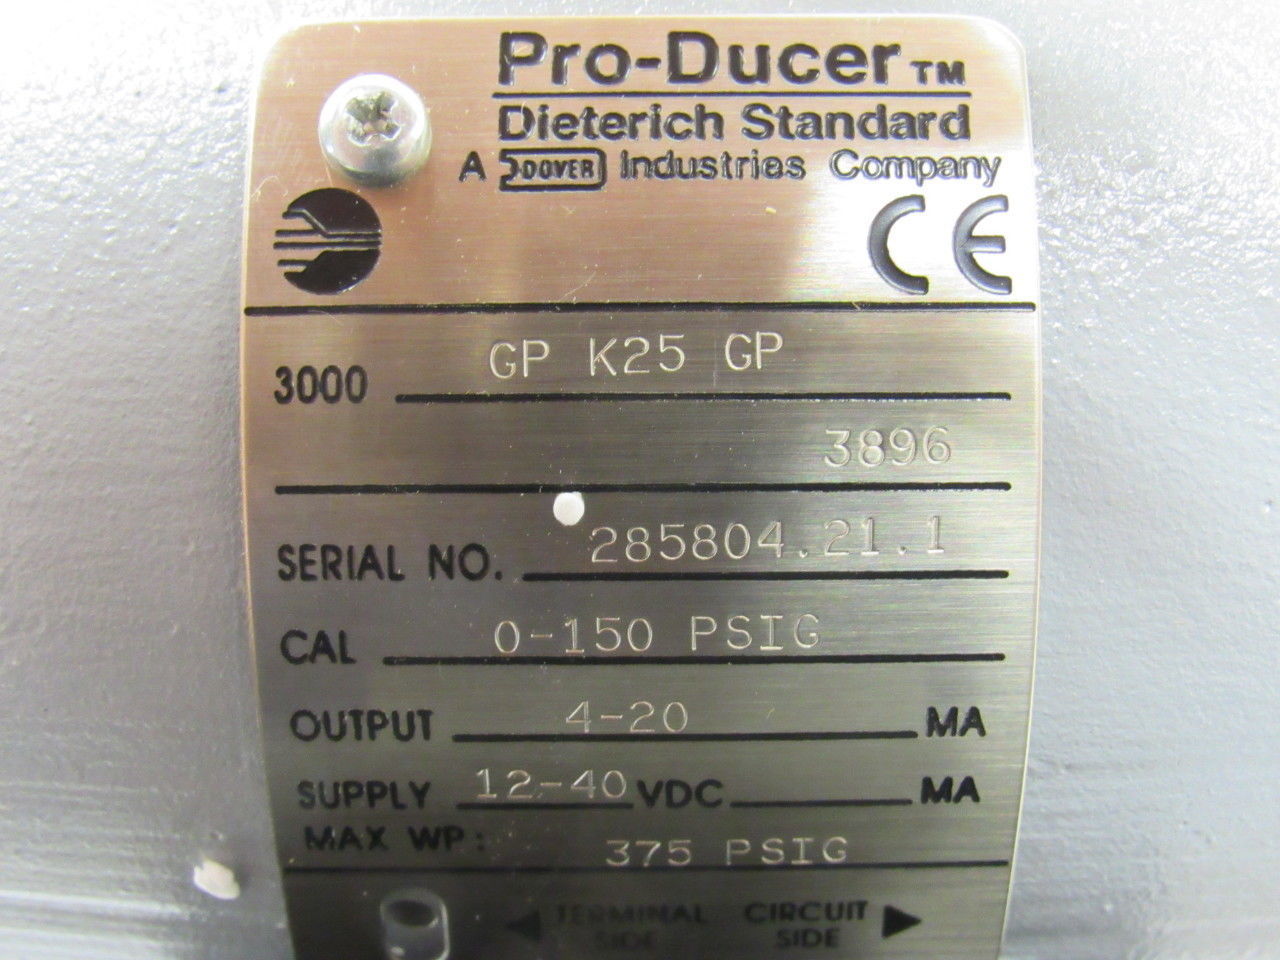 Pro-Ducer TM
Dieterich Standard
A DOVER Industries Company
CE
3000 GP K25 GP
3896
SERIAL NO. 285804.21.1
CAL 0-150 PSIG
OUTPUT 4-20 MA
SUPPLY 12-40 VDC MA
MAX WP: 375 PSIG
TERMINAL SIDE
CIRCUIT SIDE